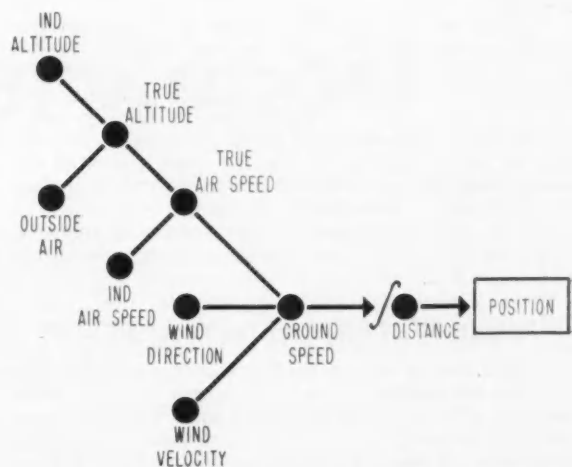 IND
ALTITUDE
TRUE
ALTITUDE
TRUE
AIR SPEED
OUTSIDE
AIR
IND
AIR SPEED
WIND
DIRECTION
GROUND
SPEED
∫
DISTANCE
POSITION
WIND
VELOCITY